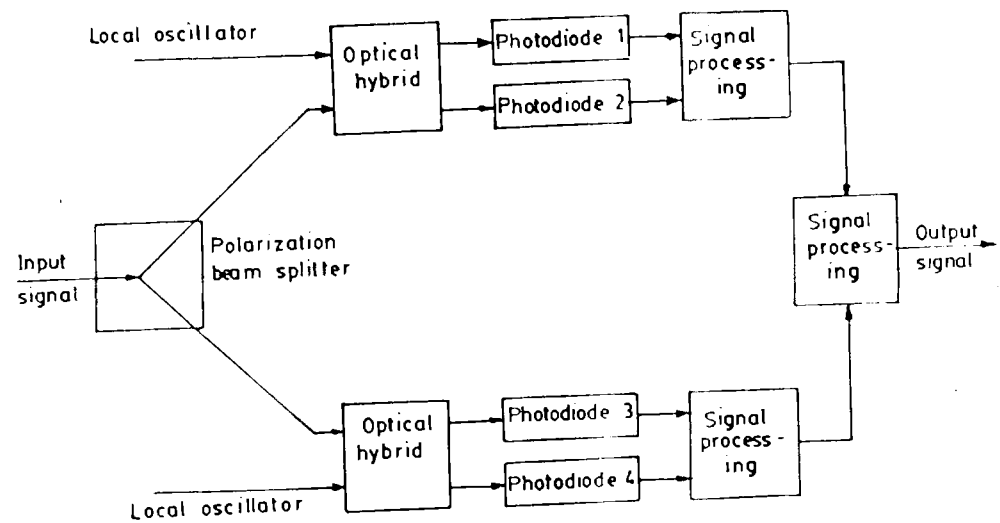 Local oscillator
Optical
hybrid
Photodiode 1
Photodiode 2
Signal
process-
ing
Input
signal
Polarization
beam splitter
Signal
process-
ing
Output
signal
Optical
hybrid
Photodiode 3
Photodiode 4
Signal
process-
ing
Local oscillator